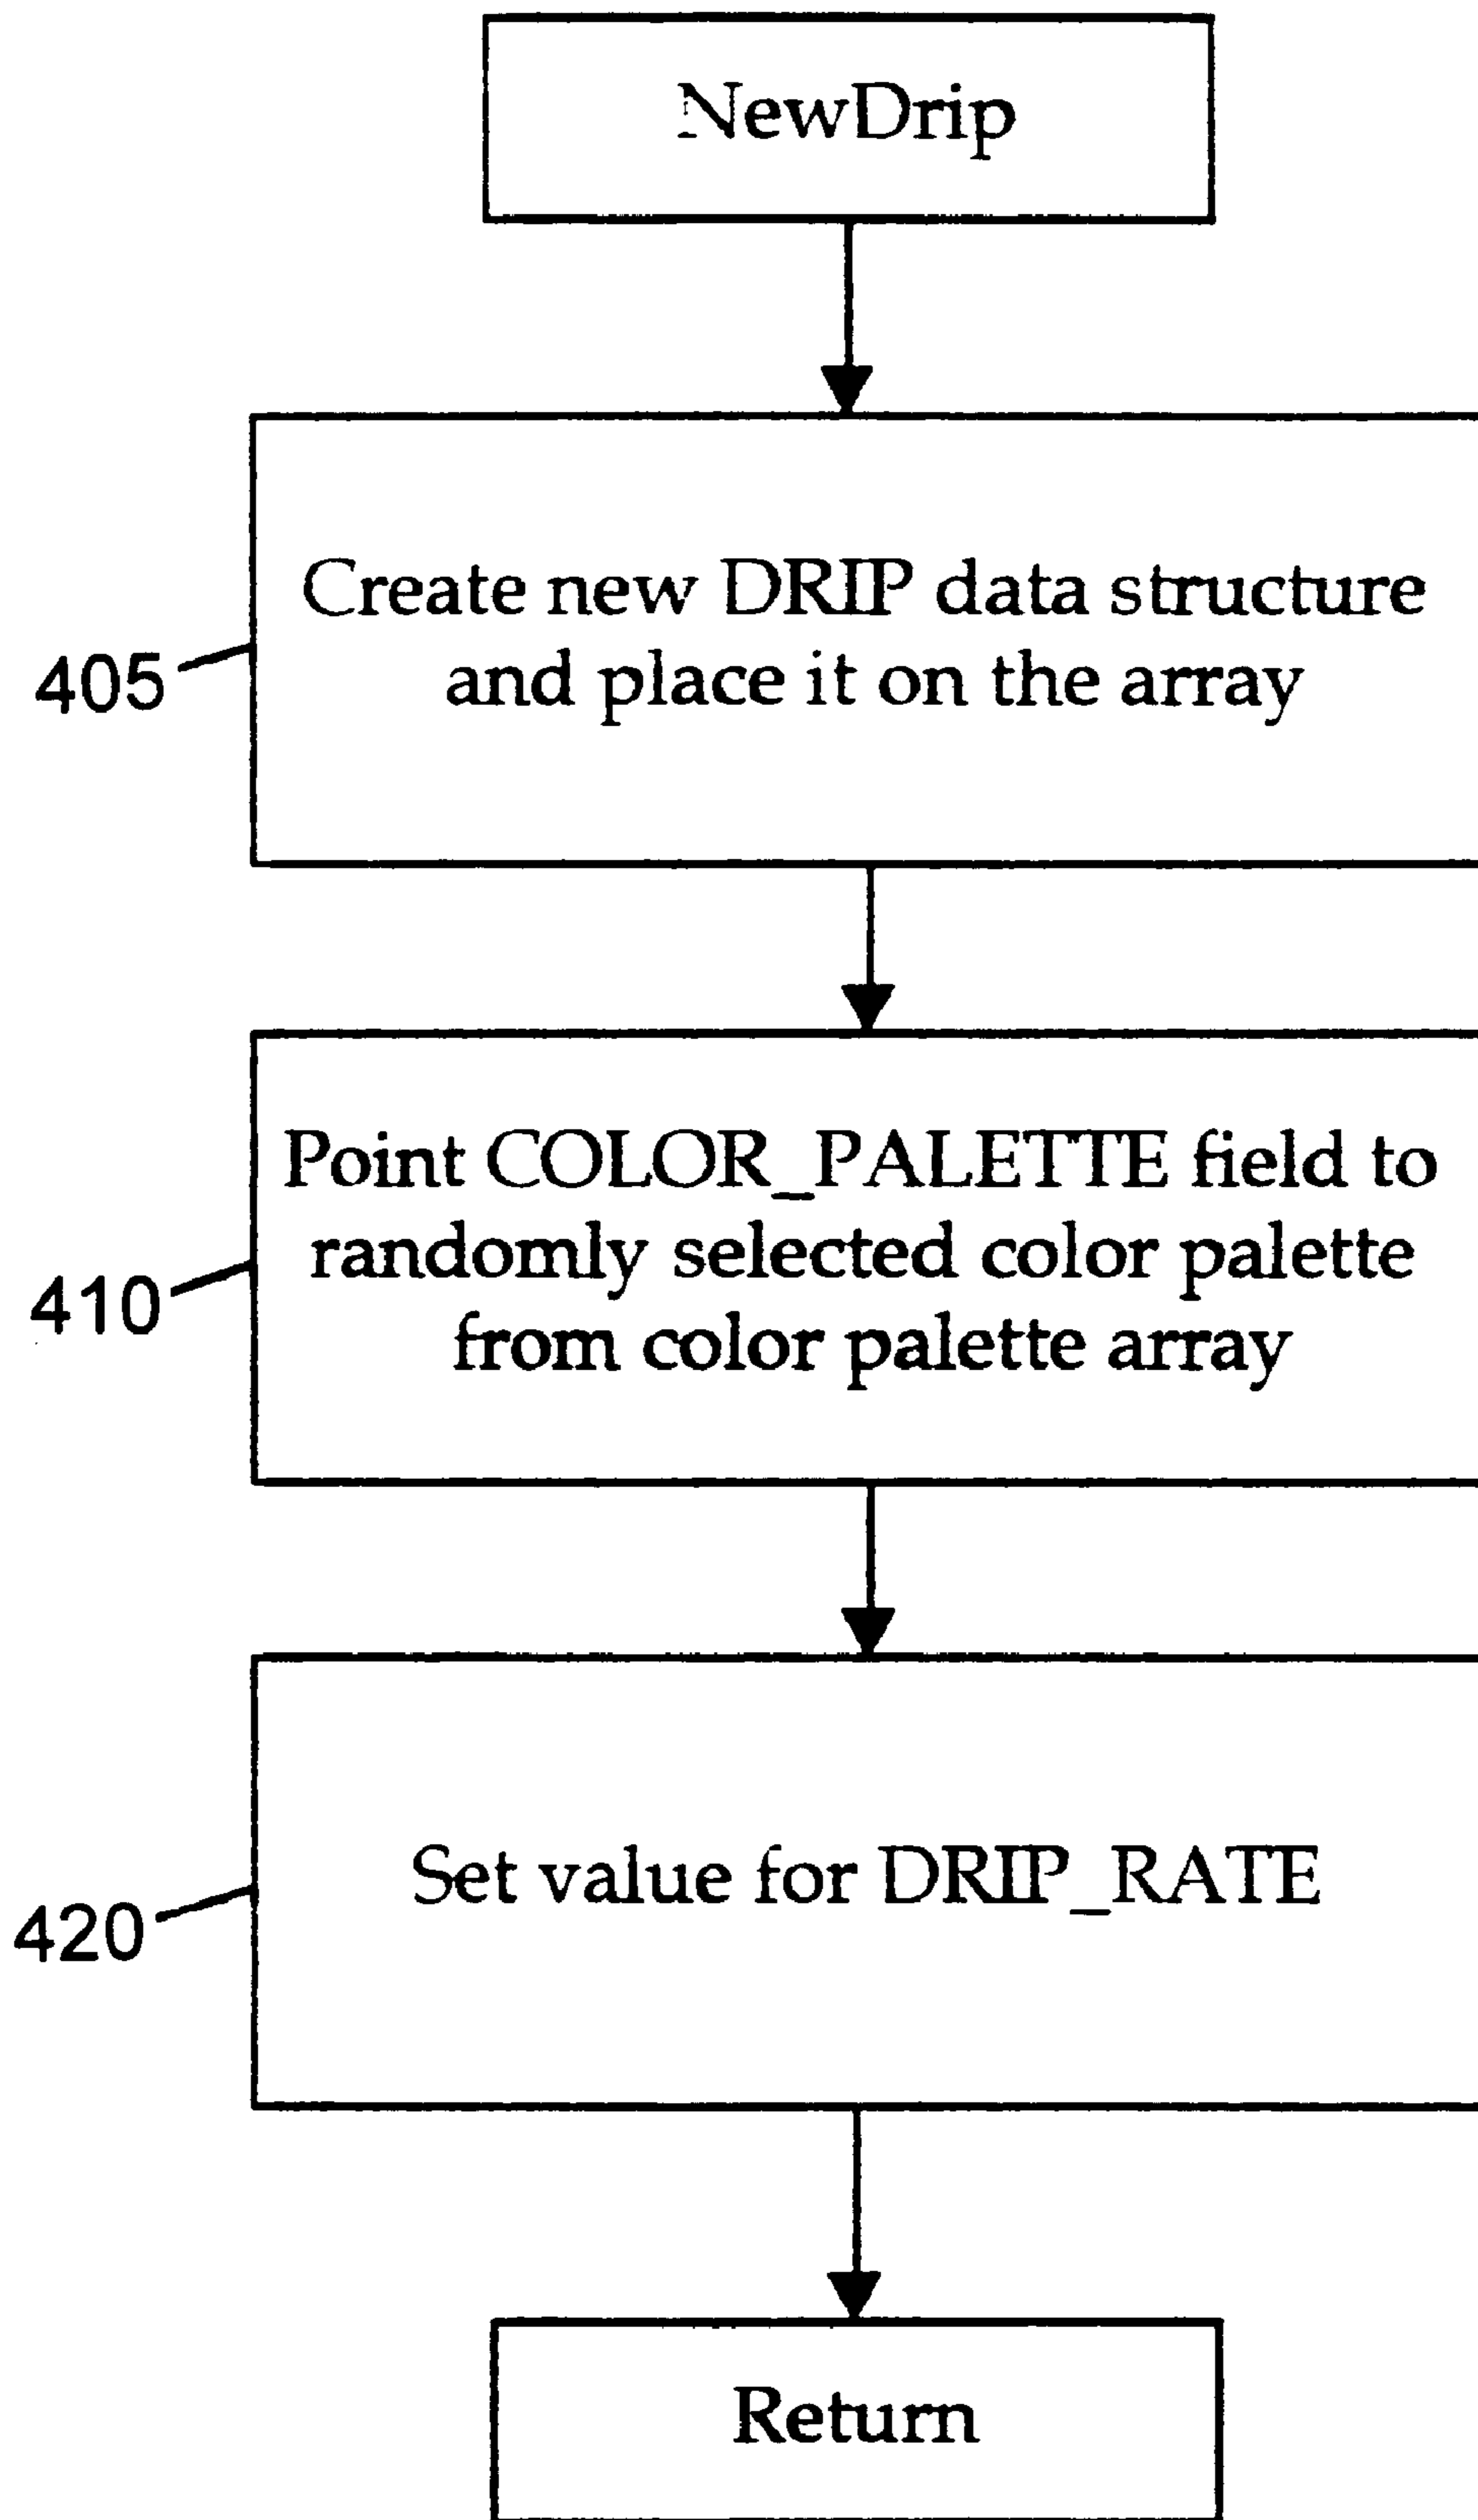 NewDrip
Create new DRIP data structure
and place it on the array
405
Point COLOR_PALETTE field to
randomly selected color palette
from color palette array
410
Set value for DRIP_RATE
420
Return